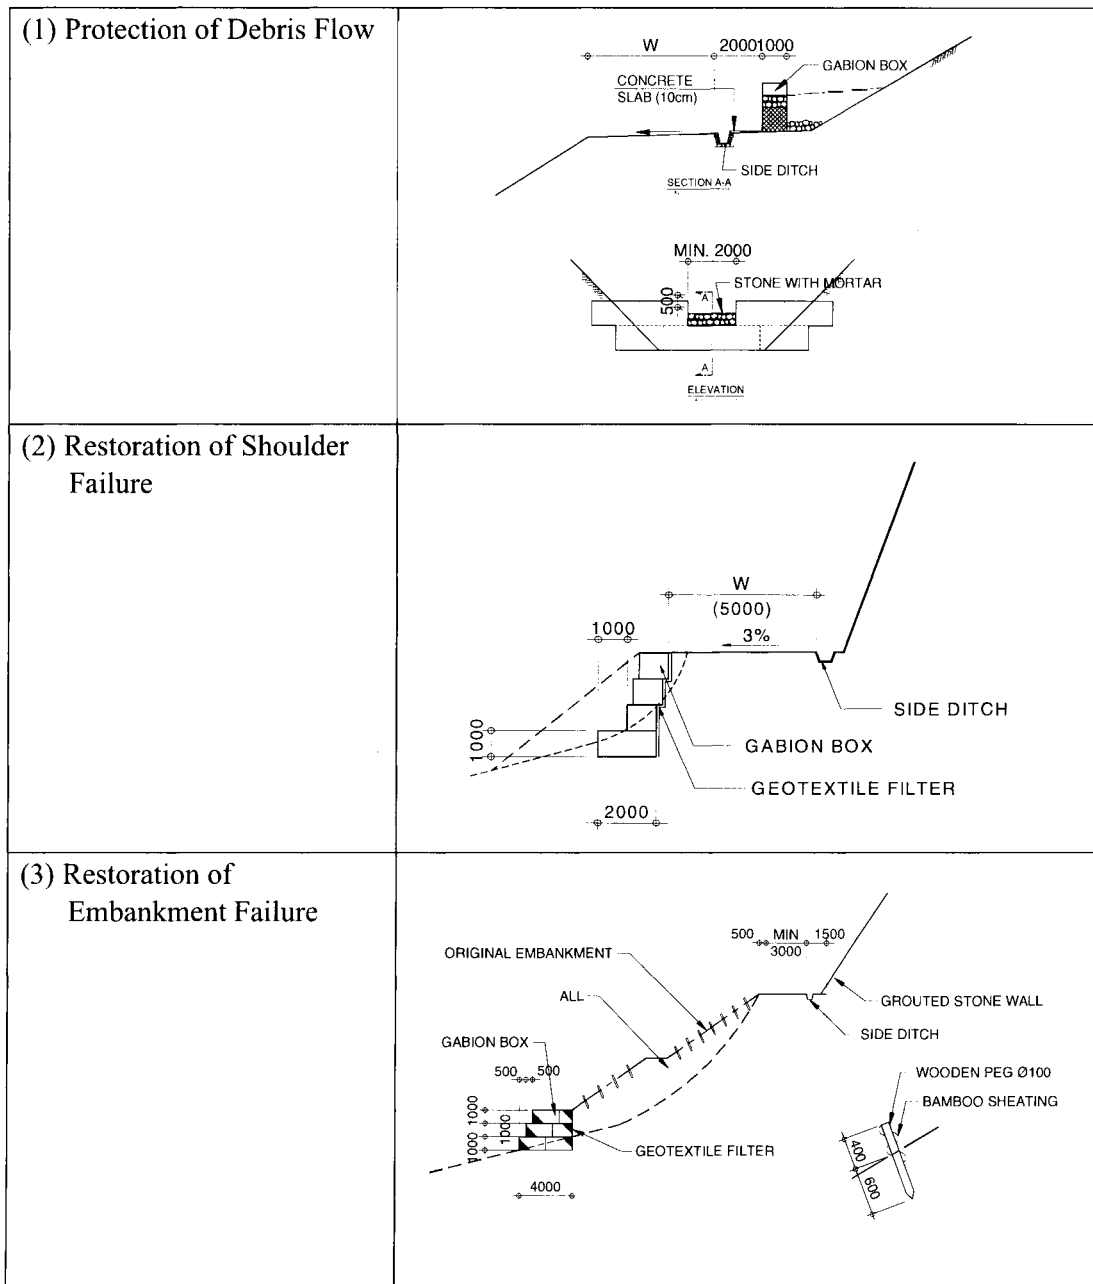 (1) Protection of Debris Flow
W
20001000
GABION BOX
CONCRETE
SLAB (10cm)
SIDE DITCH
SECTION A-A
MIN. 2000
STONE WITH MORTAR
500
A
A
ELEVATION
(2) Restoration of Shoulder
Failure
W
(5000)
1000
3%
SIDE DITCH
1000
GABION BOX
GEOTEXTILE FILTER
2000
(3) Restoration of
Embankment Failure
500
MIN
3000
1500
ORIGINAL EMBANKMENT
ALL
GROUTED STONE WALL
SIDE DITCH
GABION BOX
500
500
WOODEN PEG Ø100
BAMBOO SHEATING
1000
1000
1000
GEOTEXTILE FILTER
400
600
4000